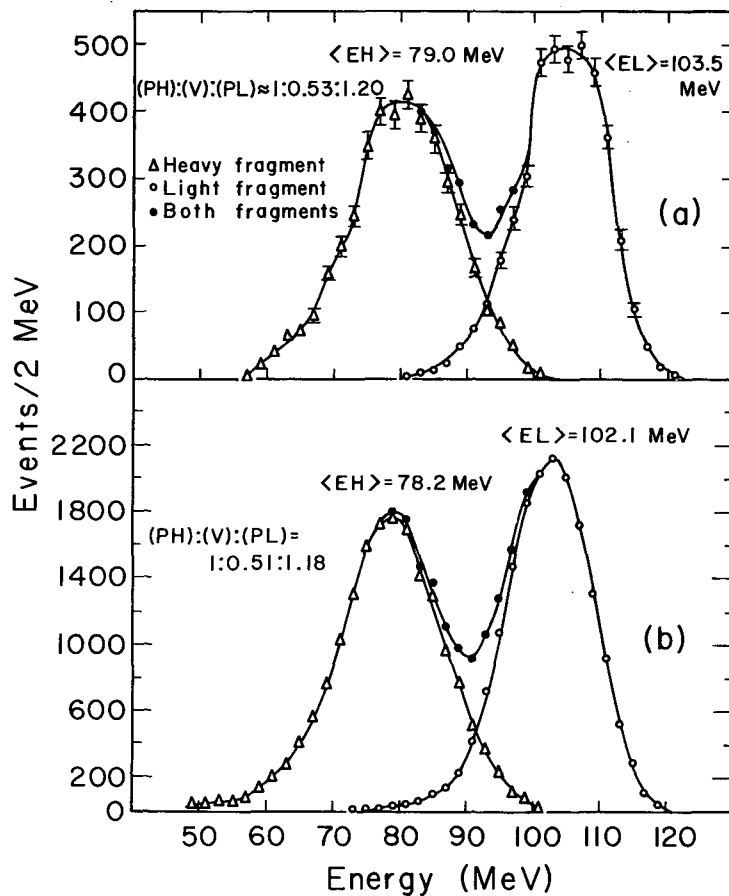 500
400
300
200
100
0
<EH>= 79.0 MeV
<EL>=103.5
MeV
(PH):(V):(PL)≈1:0.53:1.20
Heavy fragment
Light fragment
Both fragments
(a)
Events/2 MeV
2200
1800
1400
1000
600
200
0
<EL>=102.1 MeV
<EH>=78.2 MeV
(PH):(V):(PL)=
1:0.51:1.18
(b)
50 60 70 80 90 100 110 120
Energy (MeV)